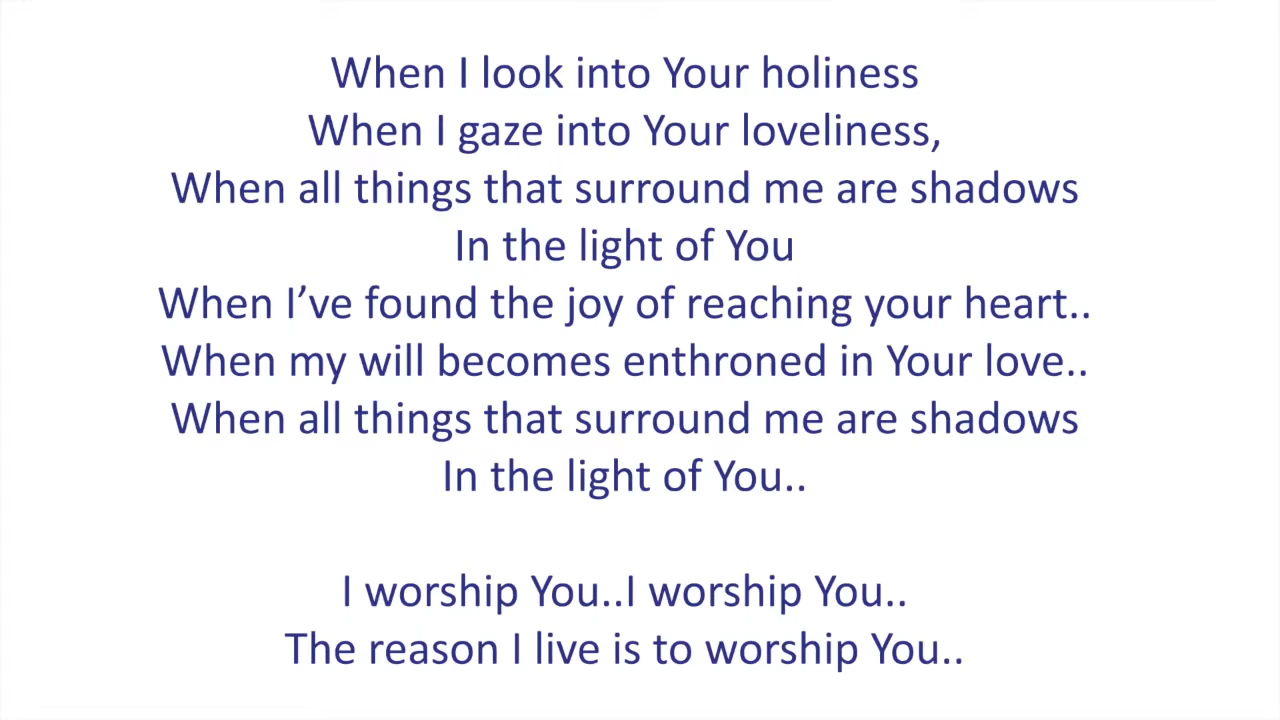 When I look into Your holiness
When I gaze into Your loveliness,
When all things that surround me are shadows
In the light of You
When I’ve found the joy of reaching your heart..
When my will becomes enthroned in Your love..
When all things that surround me are shadows
In the light of You..
I worship You..I worship You..
The reason I live is to worship You..